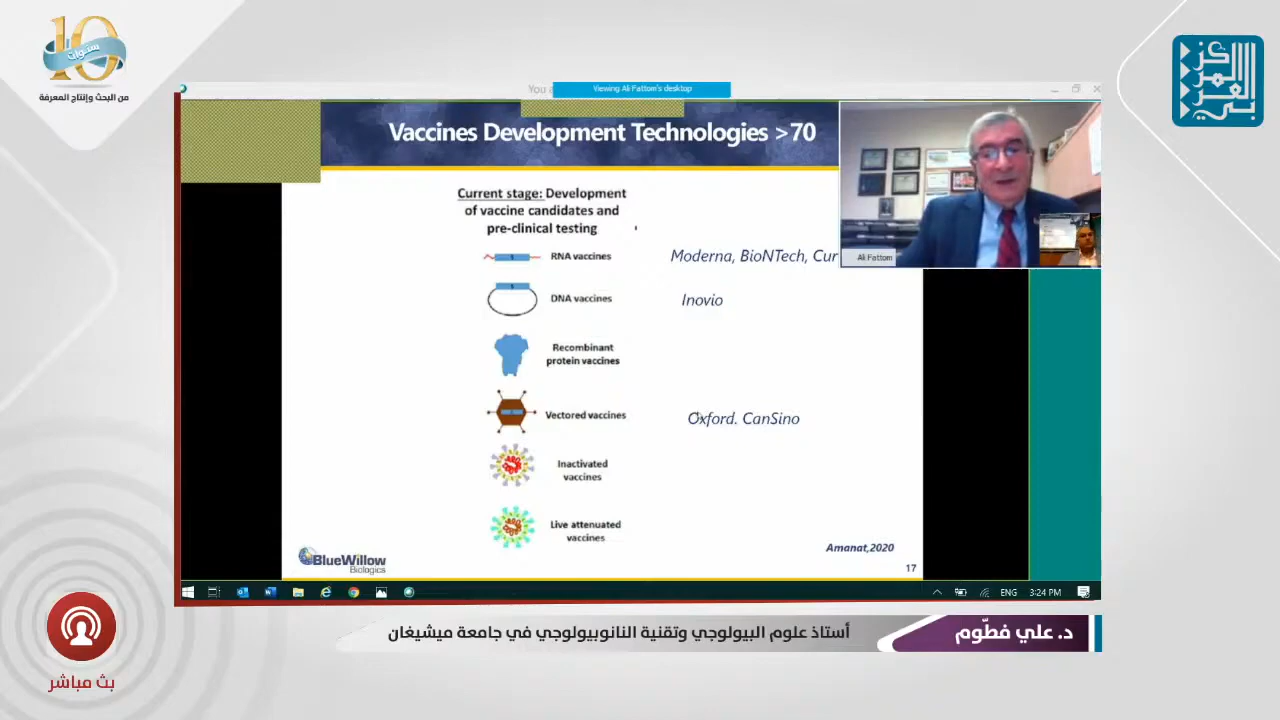 10
سنوات
من البحث وإنتاج المعرفة
المركز
العربي
You a
Viewing Ali Fattom's desktop
Vaccines Development Technologies >70
Current stage: Development
of vaccine candidates and
pre-clinical testing
RNA vaccines
Moderna, BioNTech, Cur
DNA vaccines
Inovio
Recombinant
protein vaccines
Vectored vaccines
Oxford. CanSino
Inactivated
vaccines
Live attenuated
vaccines
Amanat,2020
BlueWillow
Biologics
17
Ali Fattom
ENG
3:24 PM
د. علي فطّوم
أستاذ علوم البيولوجي وتقنية النانوبيولوجي في جامعة ميشيغان
بث مباشر